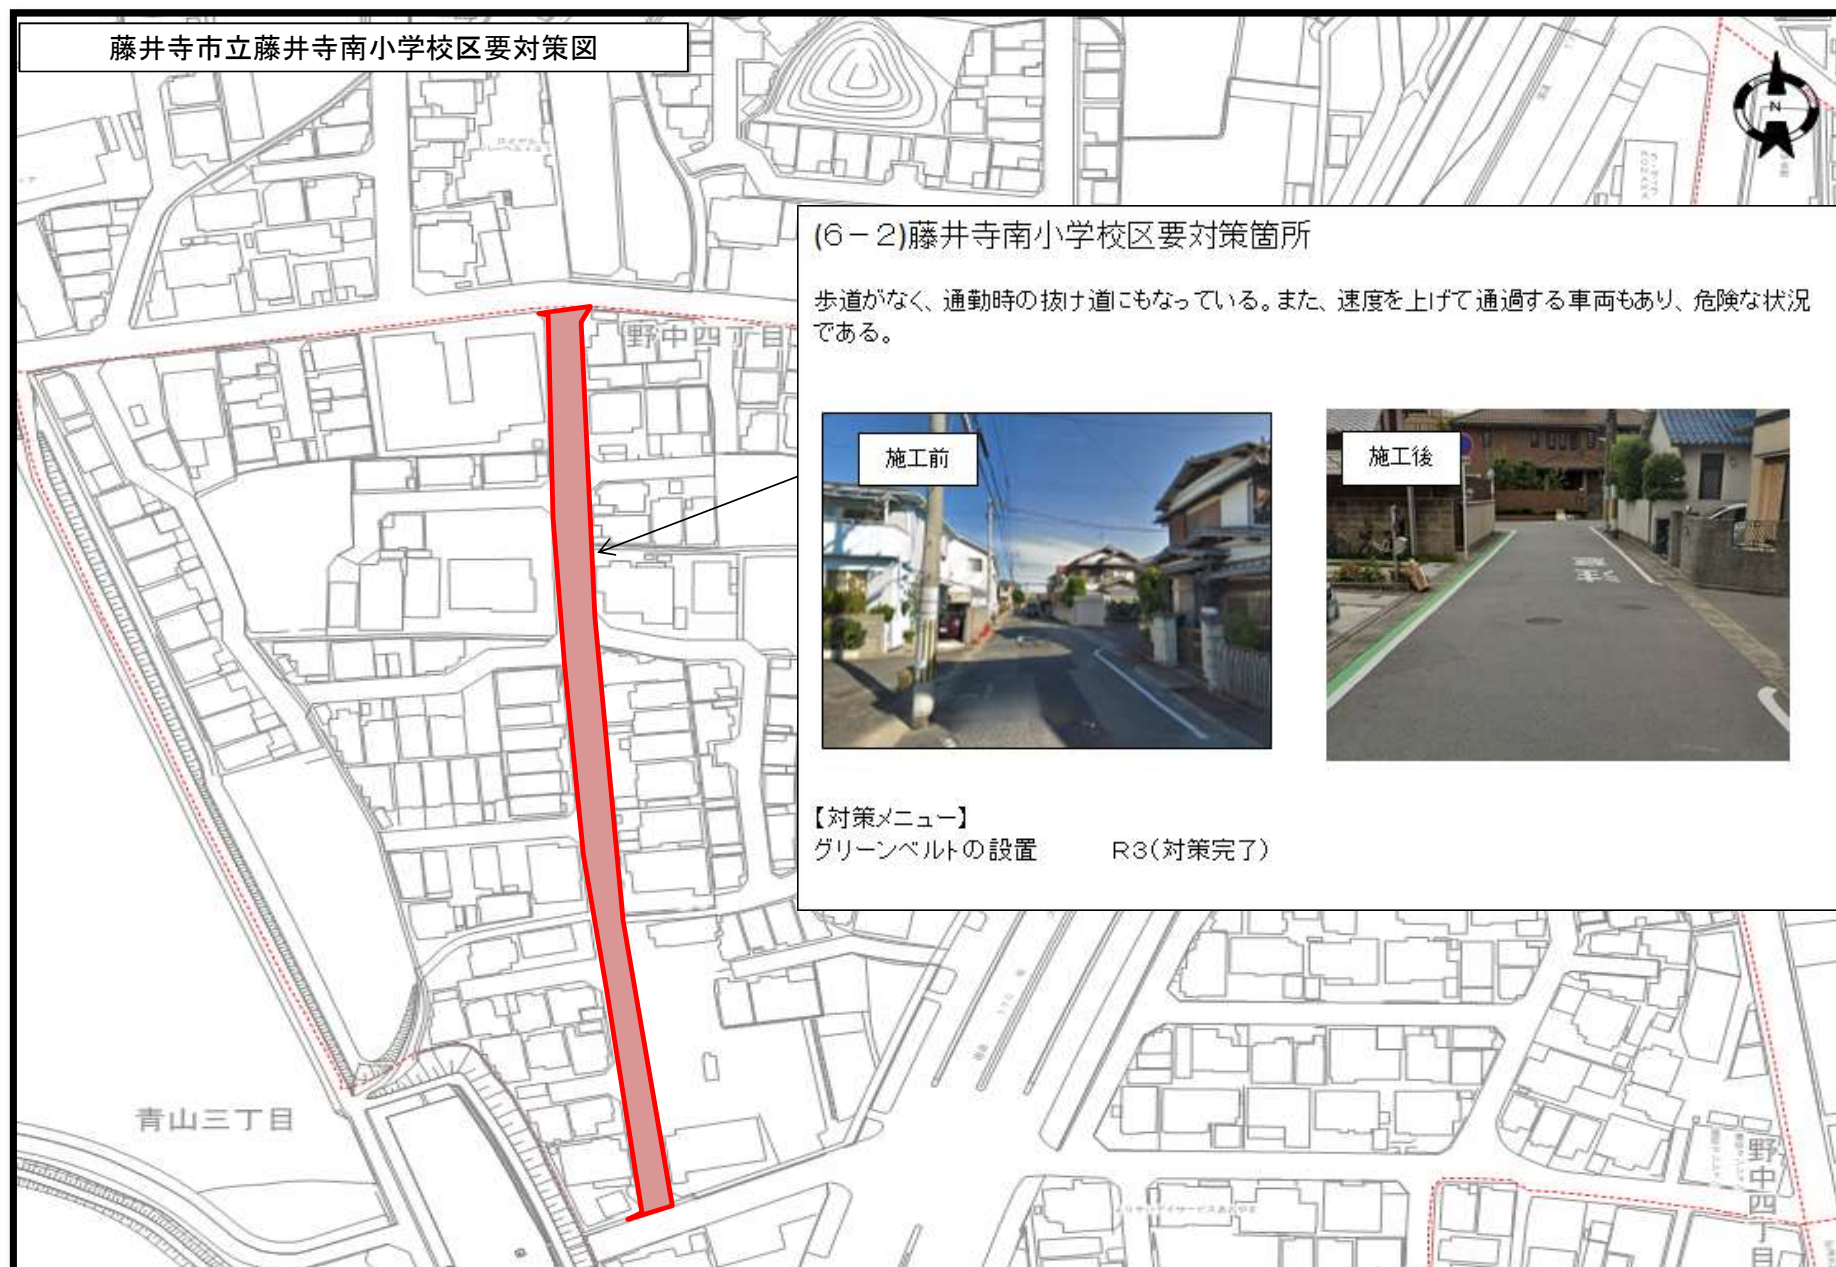 藤井寺市立藤井寺南小学校区要対策図
N
(6-2)藤井寺南小学校区要対策箇所
歩道がなく、通勤時の抜け道にもなっている。また、速度を上げて通過する車両もあり、危険な状況
である。
野中四丁目
施工前
施工後
【対策メニュー】
グリーンベルトの設置 R3(対策完了)
青山三丁目
野中四丁目